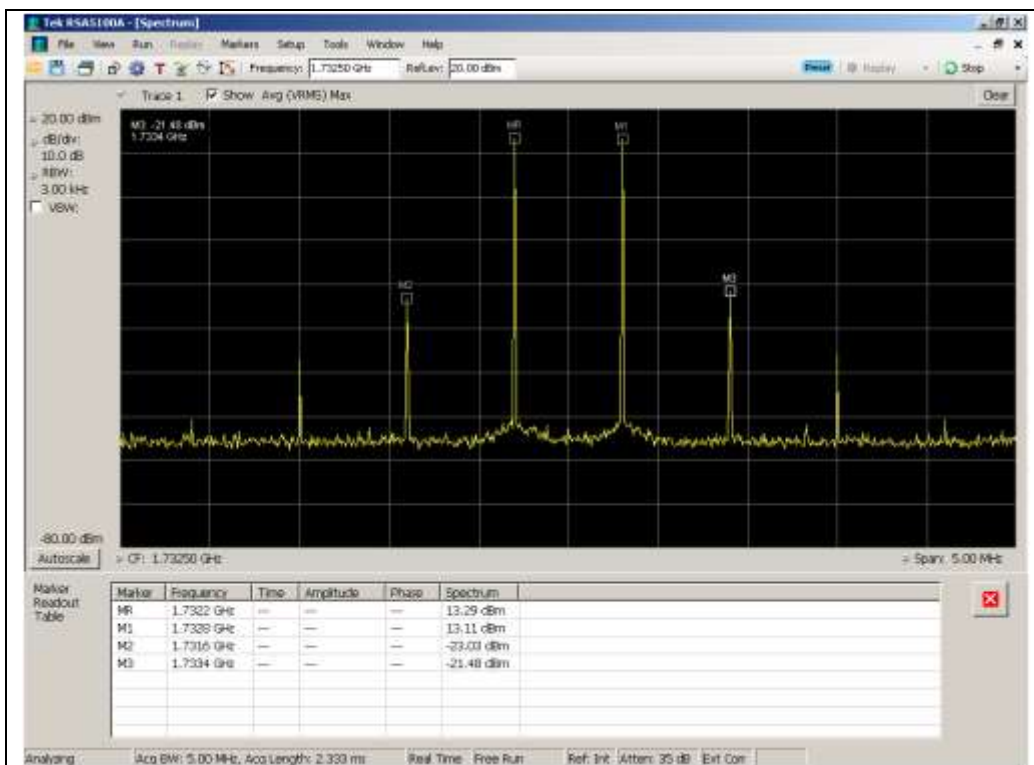 Tek RSA5100A - [Spectrum]
File View Run Replay Markers Setup Tools Window Help
Frequency: 1.73250 GHz RefLev: 20.00 dBm Preset Replay Stop
Trace 1 Show Avg (VRMS) Max Clear
20.00 dBm
dB/div:
10.0 dB
RBW:
3.00 kHz
VBW:
M3 -21.48 dBm
1.7334 GHz
MR
M1
M2
M3
-80.00 dBm
Autoscale CF: 1.73250 GHz Span: 5.00 MHz
Marker Readout Table
Marker Frequency Time Amplitude Phase Spectrum
MR 1.7322 GHz --- --- --- 13.29 dBm
M1 1.7328 GHz --- --- --- 13.11 dBm
M2 1.7316 GHz --- --- --- -23.03 dBm
M3 1.7334 GHz --- --- --- -21.48 dBm
Analyzing Acq BW: 5.00 MHz, Acq Length: 2.333 ms Real Time Free Run Ref: Int Atten: 35 dB Ext Corr